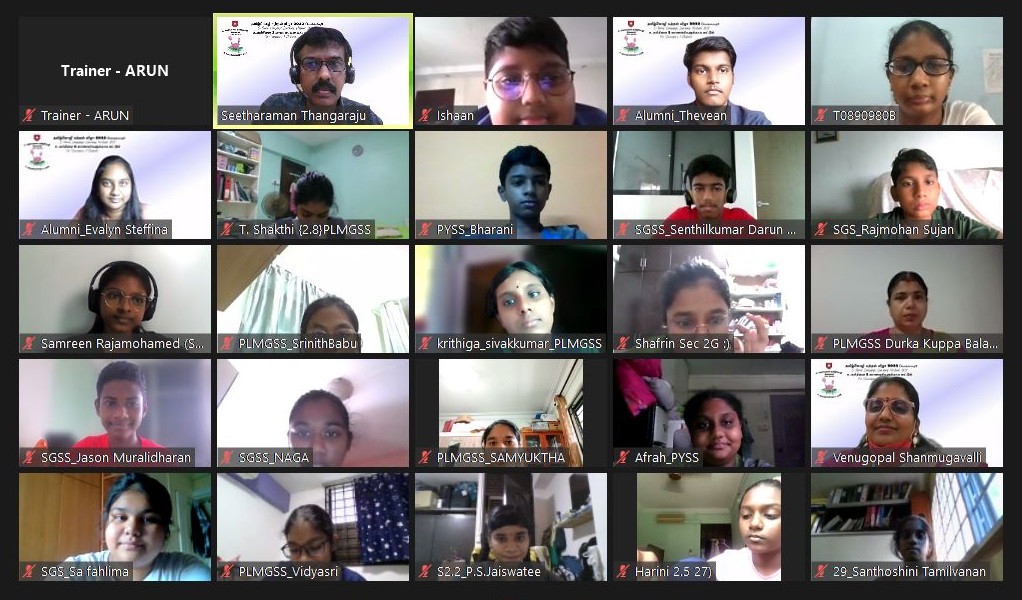 Trainer - ARUN
Trainer - ARUN
Seetharaman Thangaraju
Ishaan
Alumni_Thevean
T0890980B
Alumni_Evalyn Steffina
T. Shakthi {2.8}PLMGSS
PYSS_Bharani
SGSS_Senthilkumar Darun ...
SGS_Rajmohan Sujan
Samreen Rajamohamed (S...
PLMGSS_SrinithBabu
krithiga_sivakkumar_PLMGSS
Shafrin Sec 2G :)
PLMGSS Durka Kuppa Bala...
SGSS_Jason Muralidharan
SGSS_NAGA
PLMGSS_SAMYUKTHA
Afrah_PYSS
Venugopal Shanmugavalli
SGS_Sa fahlima
PLMGSS_Vidyasri
S2.2_P.S.Jaiswatee
Harini 2.5 27)
29_Santhoshini Tamilvanan